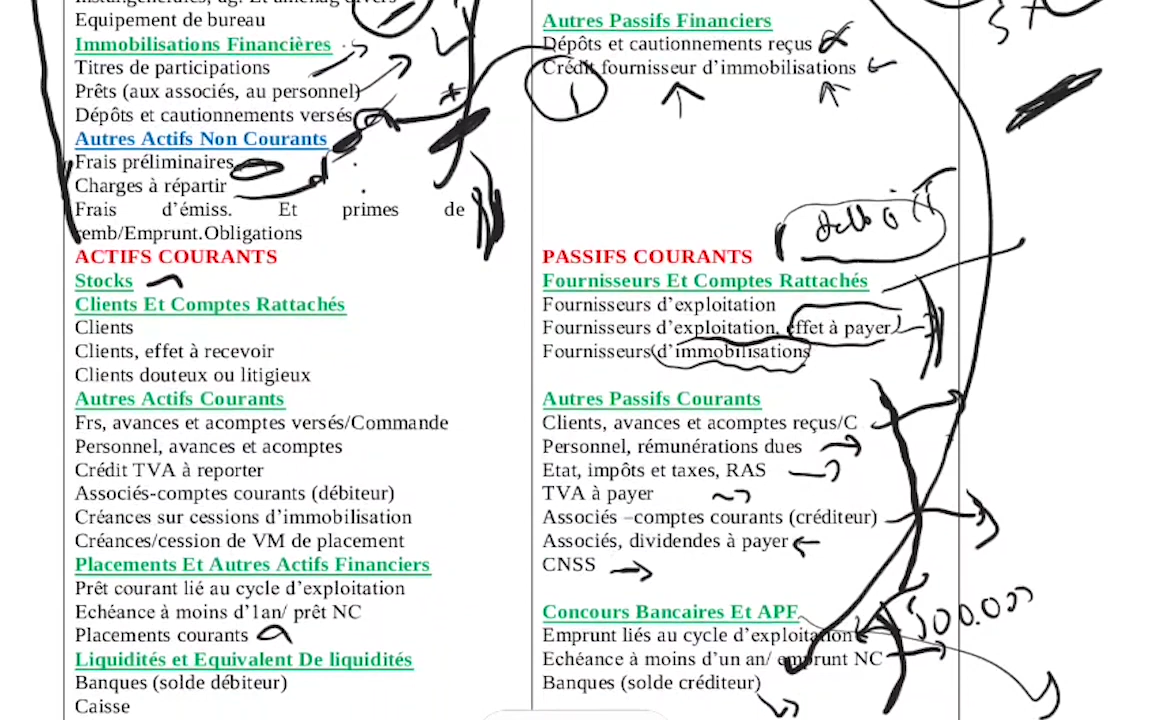 Equipement de bureau
Immobilisations Financières
Titres de participations
Prêts (aux associés, au personnel)
Dépôts et cautionnements versés
Autres Actifs Non Courants
Frais préliminaires
Charges à répartir
Frais d’émiss. Et primes de
remb/Emprunt.Obligations
ACTIFS COURANTS
Stocks
Clients Et Comptes Rattachés
Clients
Clients, effet à recevoir
Clients douteux ou litigieux
Autres Actifs Courants
Frs, avances et acomptes versés/Commande
Personnel, avances et acomptes
Crédit TVA à reporter
Associés-comptes courants (débiteur)
Créances sur cessions d’immobilisation
Créances/cession de VM de placement
Placements Et Autres Actifs Financiers
Prêt courant lié au cycle d’exploitation
Echéance à moins d’1an/ prêt NC
Placements courants
Liquidités et Equivalent De liquidités
Banques (solde débiteur)
Caisse
Autres Passifs Financiers
Dépôts et cautionnements reçus
Crédit fournisseur d’immobilisations
1
PASSIFS COURANTS
Fournisseurs Et Comptes Rattachés
Fournisseurs d’exploitation
Fournisseurs d’exploitation, effet à payer
Fournisseurs d’immobilisations
Autres Passifs Courants
Clients, avances et acomptes reçus/C
Personnel, rémunérations dues
Etat, impôts et taxes, RAS
TVA à payer
Associés –comptes courants (créditeur)
Associés, dividendes à payer
CNSS
Concours Bancaires Et APF
Emprunt liés au cycle d’exploitation
Echéance à moins d’un an/ emprunt NC
Banques (solde créditeur)
500.000